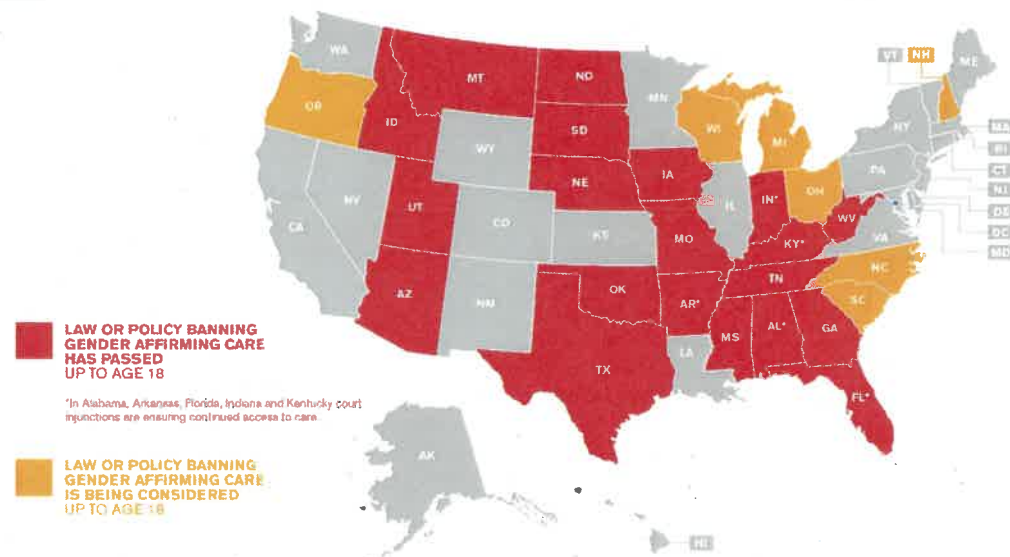 WA
MT
ND
MN
VT NH
ME
OR
ID
SD
WI
MI
NY
MA
RI
CT
NJ
DE
DC
MD
WY
NE
IA
PA
NV
UT
CO
KS
MO
IL
IN*
OH
WV
KY*
VA
CA
AZ
NM
OK
AR*
TN
NC
SC
TX
LA
MS
AL*
GA
FL*
AK
HI
LAW OR POLICY BANNING
GENDER AFFIRMING CARE
HAS PASSED
UP TO AGE 18
*In Alabama, Arkansas, Florida, Indiana and Kentucky court
injunctions are ensuring continued access to care.
LAW OR POLICY BANNING
GENDER AFFIRMING CARE
IS BEING CONSIDERED
UP TO AGE 18